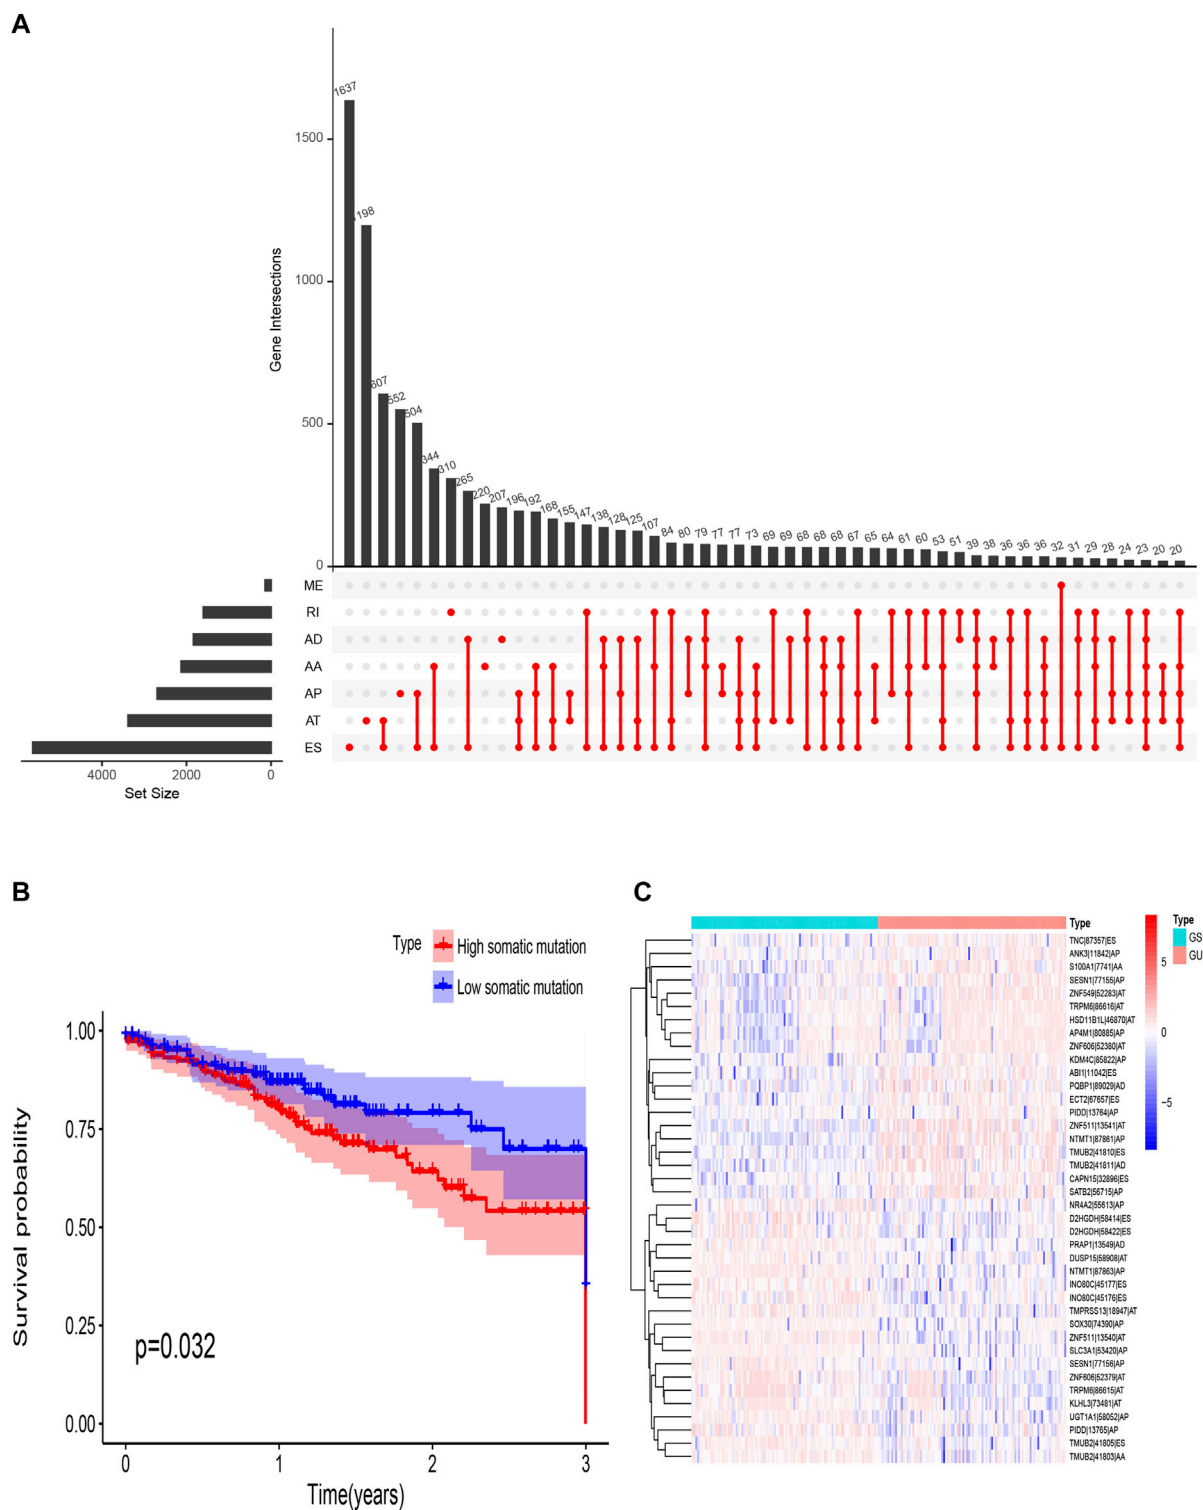 A
Gene Intersections
1500
1000
500
0
1637
1198
607
552
504
344
310
265
220
207
196
192
168
155
147
138
128
125
107
84
80
79
77
77
73
69
69
68
68
68
67
65
64
61
60
53
51
39
38
36
36
36
32
31
29
28
24
23
20
20
ME
RI
AD
AA
AP
AT
ES
4000 2000 0
Set Size
B
Type
High somatic mutation
Low somatic mutation
Survival probability
1.00
0.75
0.50
0.25
0.00
p=0.032
0 1 2 3
Time(years)
C
Type
TNC|87357|ES
ANK3|11842|AP
S100A1|7741|AA
SESN1|77155|AP
ZNF549|52283|AT
TRPM6|86616|AT
HSD11B1L|46870|AT
AP4M1|80885|AP
ZNF606|52380|AT
KDM4C|85822|AP
ABI1|11042|ES
PQBP1|89029|AD
ECT2|67657|ES
PIDD|13764|AP
ZNF511|13541|AT
NTMT1|87861|AP
TMUB2|41810|ES
TMUB2|41811|AD
CAPN15|32896|ES
SATB2|56715|AP
NR4A2|55613|AP
D2HGDH|58414|ES
D2HGDH|58422|ES
PRAP1|13549|AD
DUSP15|58908|AT
NTMT1|87863|AP
INO80C|45177|ES
INO80C|45176|ES
TMPRSS13|18947|AT
SOX30|74390|AP
ZNF511|13540|AT
SLC3A1|53420|AP
SESN1|77156|AP
ZNF606|52379|AT
TRPM6|86615|AT
KLHL3|73481|AT
UGT1A1|58052|AP
PIDD|13765|AP
TMUB2|41805|ES
TMUB2|41803|AA
5
0
−5
Type
GS
GU